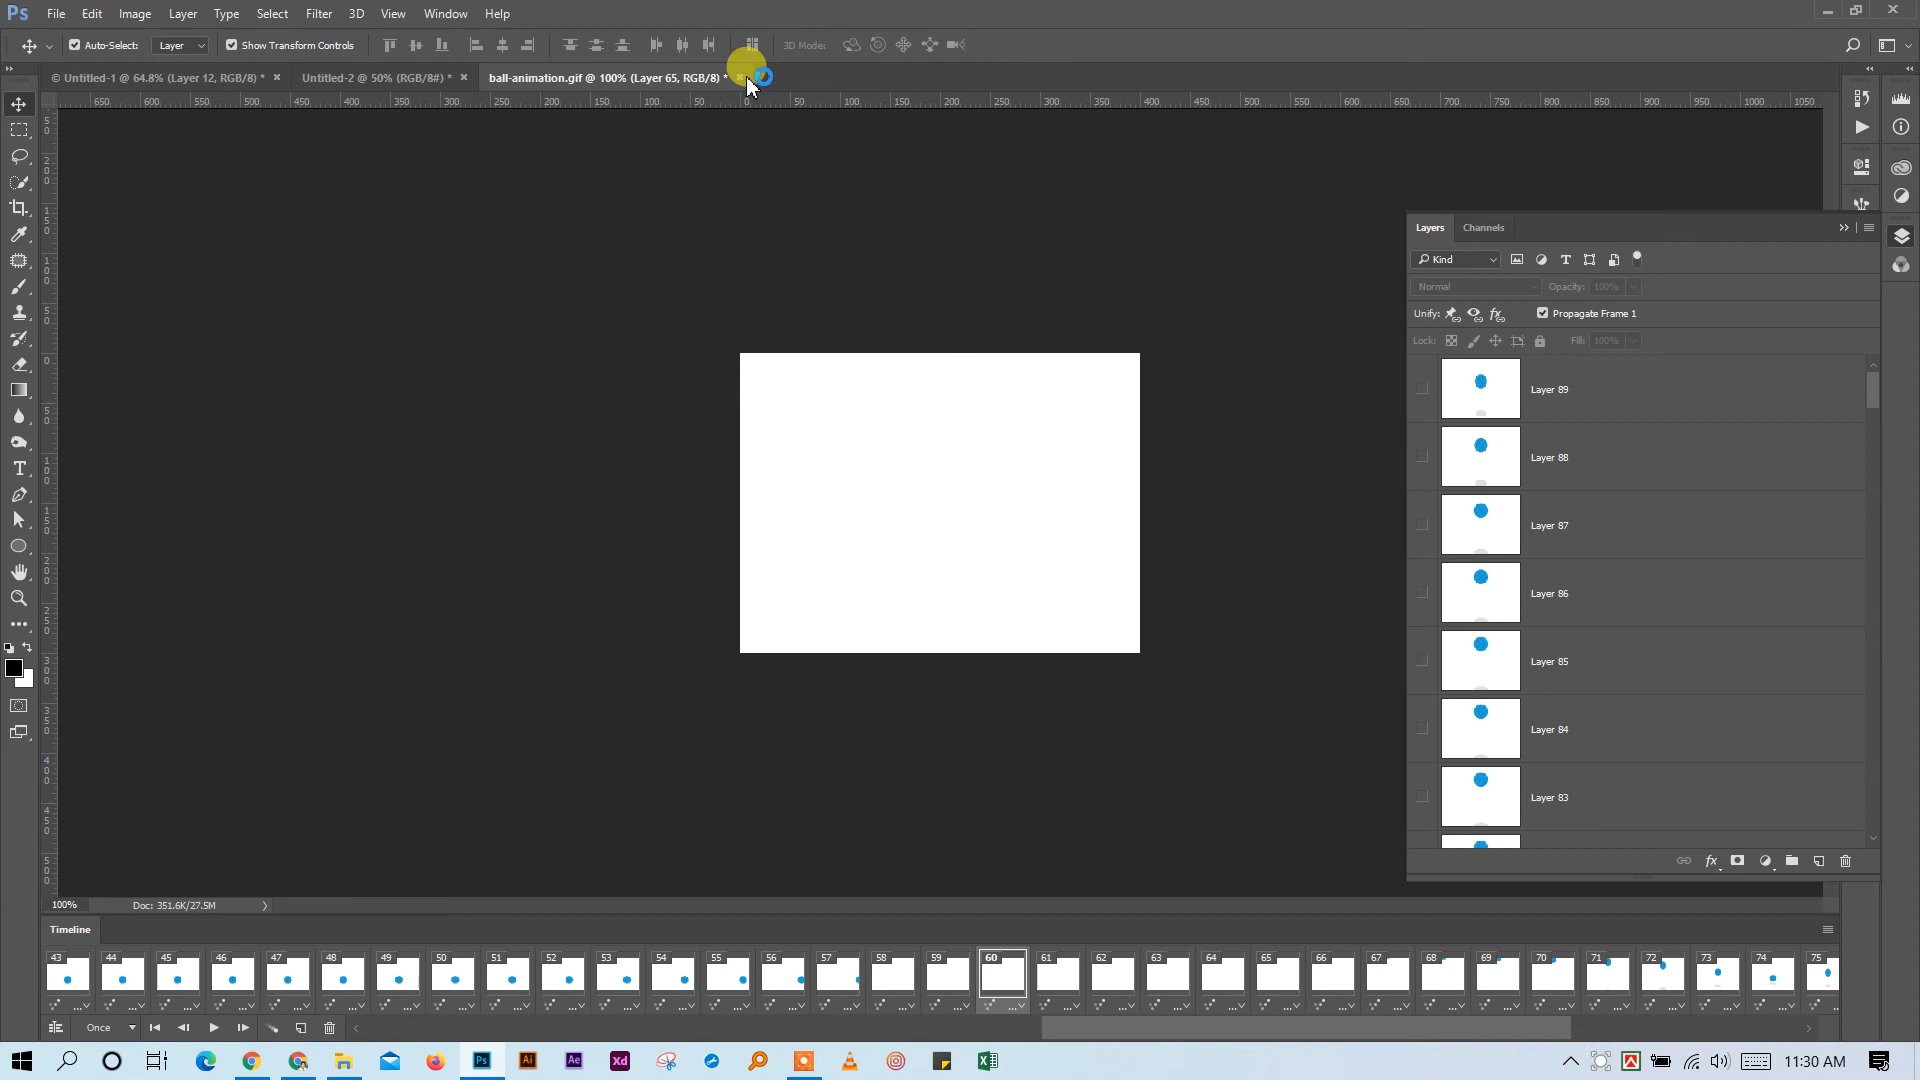 Ps File Edit Image Layer Type Select Filter 3D View Window Help
Auto-Select: Layer Show Transform Controls 3D Mode:
© Untitled-1 @ 64.8% (Layer 12, RGB/8) * × Untitled-2 @ 50% (RGB/8#) * × ball-animation.gif @ 100% (Layer 65, RGB/8) *
650 600 550 500 450 400 350 300 250 200 150 100 50 0 50 100 150 200 250 300 350 400 450 500 550 600 650 700 750 800 850 900 950 1000 1050
Layers Channels
Kind
Normal Opacity: 100%
Unify: Propagate Frame 1
Lock: Fill: 100%
Layer 89
Layer 88
Layer 87
Layer 86
Layer 85
Layer 84
Layer 83
100% Doc: 351.6K/27.5M
Timeline
43 44 45 46 47 48 49 50 51 52 53 54 55 56 57 58 59 60 61 62 63 64 65 66 67 68 69 70 71 72 73 74 75
Once
Ps Ai Ae Xd 11:30 AM